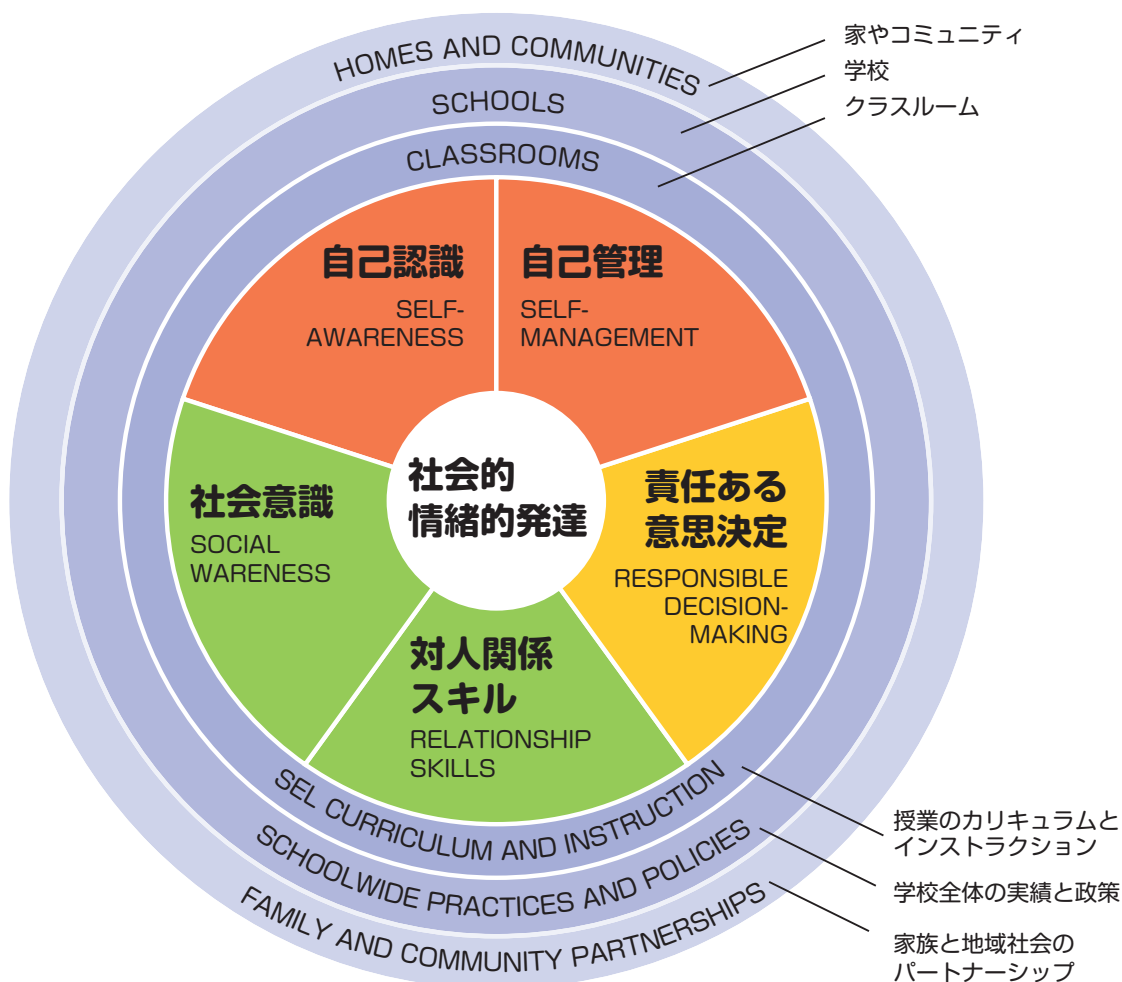 HOMES AND COMMUNITIES
家やコミュニティ
SCHOOLS
学校
CLASSROOMS
クラスルーム
自己認識
SELF-
AWARENESS
自己管理
SELF-
MANAGEMENT
社会的
情緒的発達
社会意識
SOCIAL
WARENESS
責任ある
意思決定
RESPONSIBLE
DECISION-
MAKING
対人関係
スキル
RELATIONSHIP
SKILLS
SEL CURRICULUM AND INSTRUCTION
授業のカリキュラムと
インストラクション
SCHOOLWIDE PRACTICES AND POLICIES
学校全体の実績と政策
FAMILY AND COMMUNITY PARTNERSHIPS
家族と地域社会の
パートナーシップ